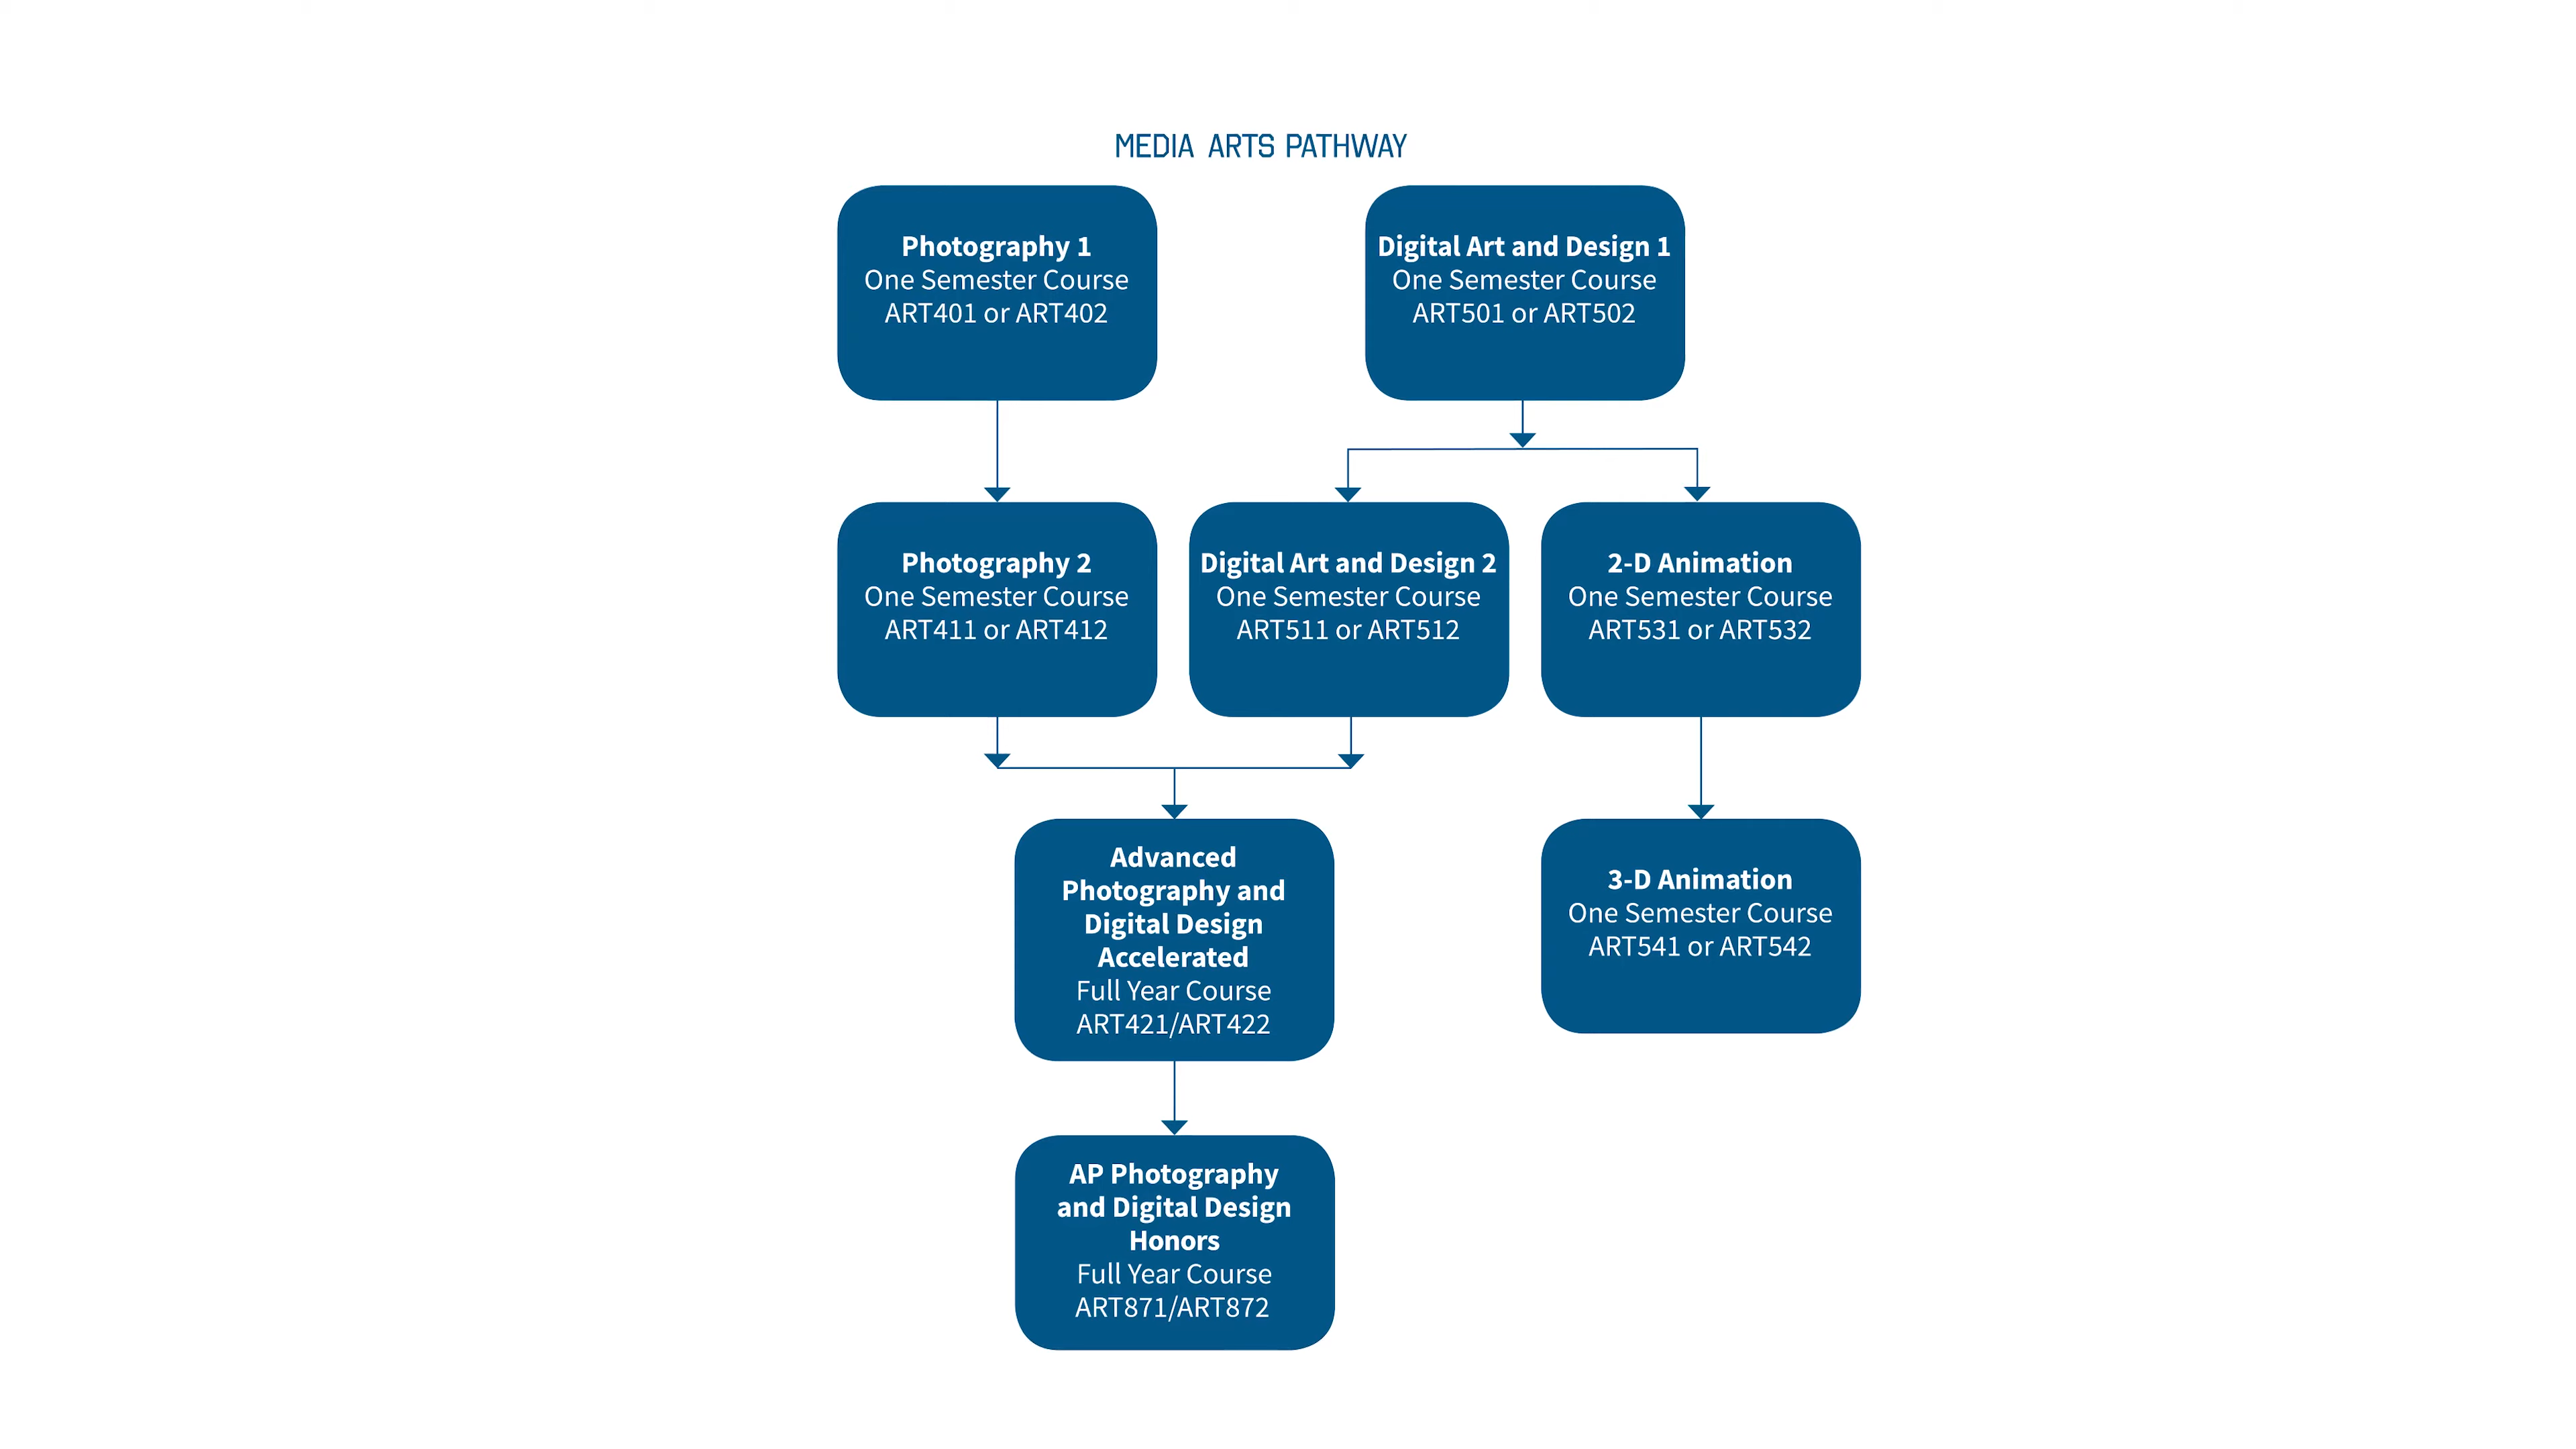 MEDIA ARTS PATHWAY
Photography 1
One Semester Course
ART401 or ART402
Digital Art and Design 1
One Semester Course
ART501 or ART502
Photography 2
One Semester Course
ART411 or ART412
Digital Art and Design 2
One Semester Course
ART511 or ART512
2-D Animation
One Semester Course
ART531 or ART532
Advanced
Photography and
Digital Design
Accelerated
Full Year Course
ART421/ART422
3-D Animation
One Semester Course
ART541 or ART542
AP Photography
and Digital Design
Honors
Full Year Course
ART871/ART872